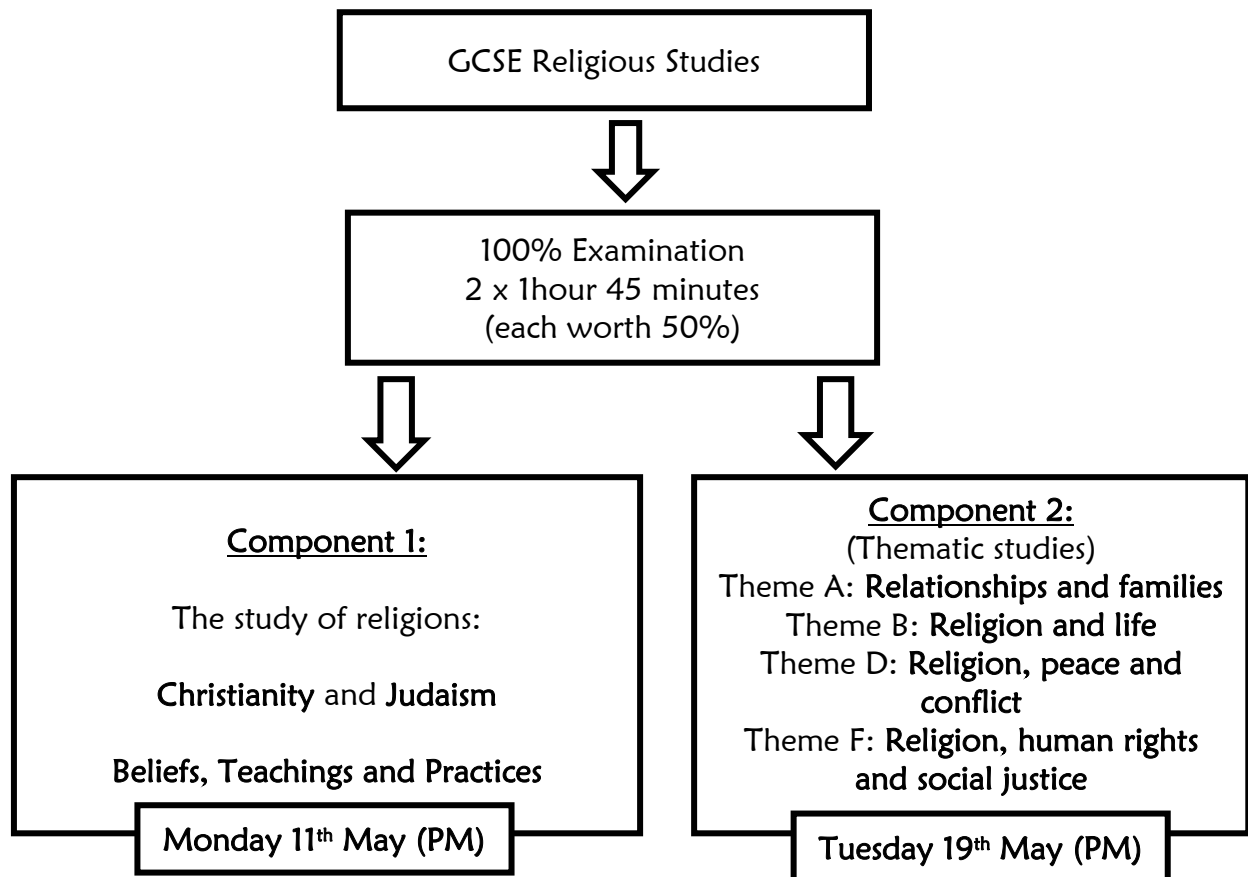 GCSE Religious Studies
100% Examination
2 x 1hour 45 minutes
(each worth 50%)
Component 1:
The study of religions:
Christianity and Judaism
Beliefs, Teachings and Practices
Monday 11th May (PM)
Component 2:
(Thematic studies)
Theme A: Relationships and families
Theme B: Religion and life
Theme D: Religion, peace and
conflict
Theme F: Religion, human rights
and social justice
Tuesday 19th May (PM)